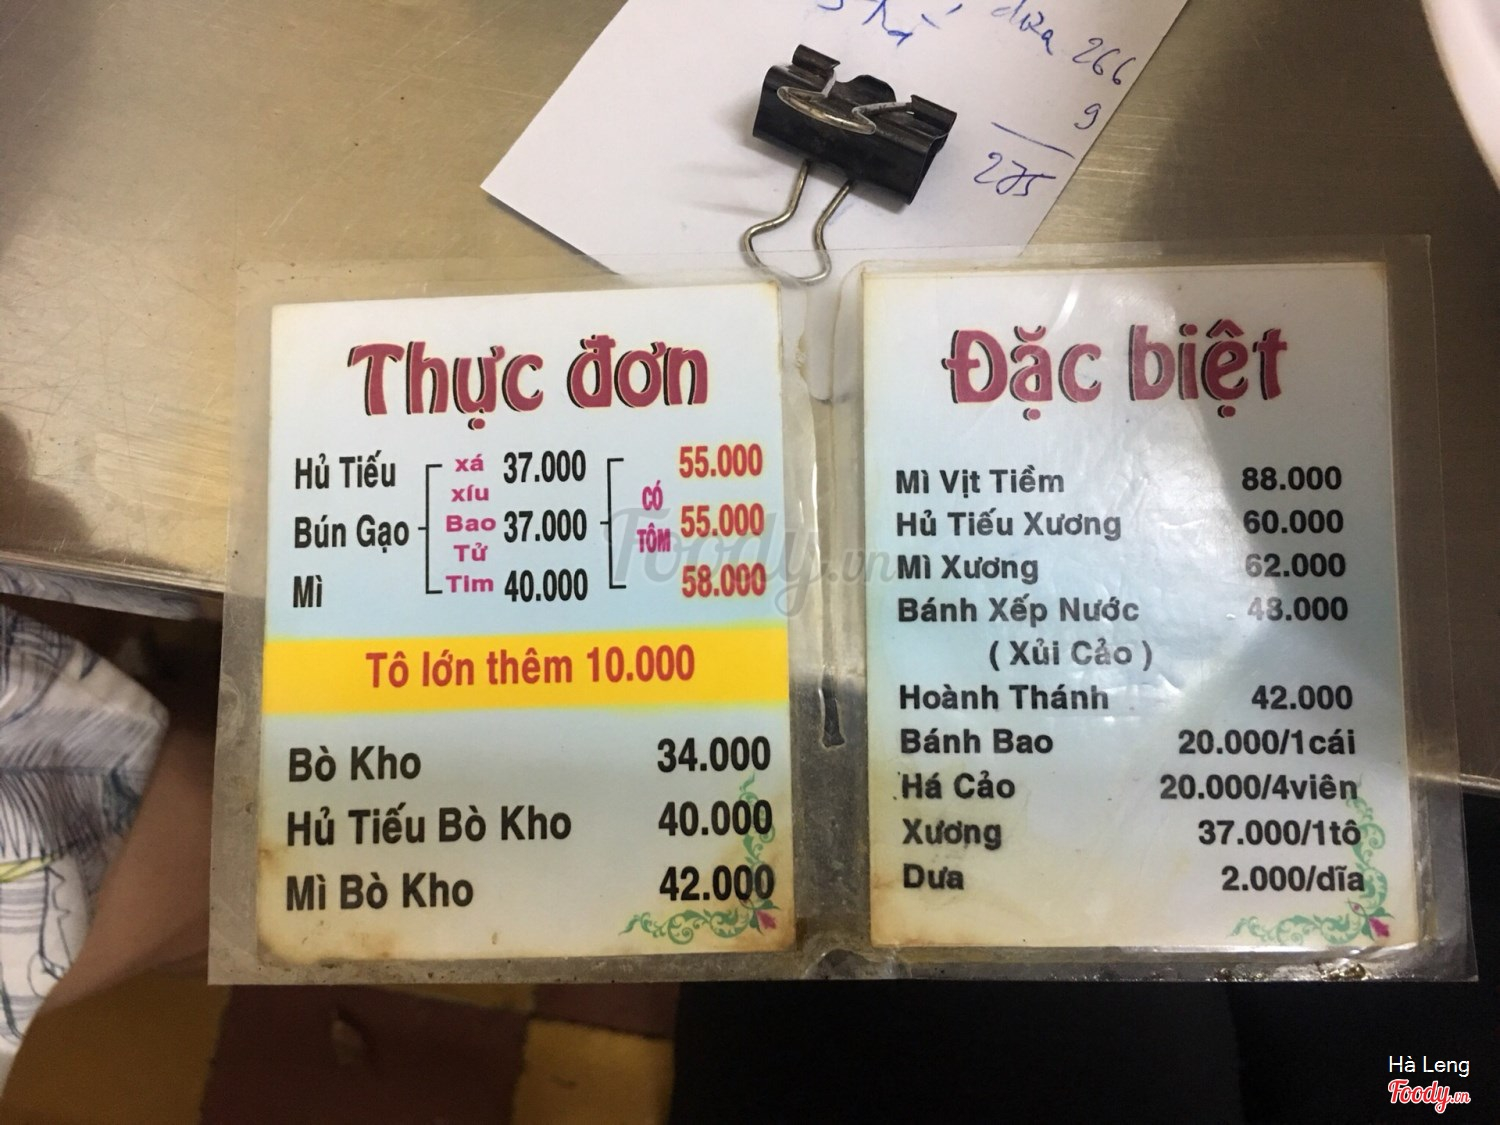 dừa 266
9
275
Thực đơn
Hủ Tiếu xá 37.000 55.000
xíu CÓ
Bún Gạo Bao 37.000 TÔM 55.000
Tử
Mì Tim 40.000 58.000
Tô lớn thêm 10.000
Bò Kho 34.000
Hủ Tiếu Bò Kho 40.000
Mì Bò Kho 42.000
Đặc biệt
Mì Vịt Tiềm 88.000
Hủ Tiếu Xương 60.000
Mì Xương 62.000
Bánh Xếp Nước 48.000
( Xủi Cảo )
Hoành Thánh 42.000
Bánh Bao 20.000/1cái
Há Cảo 20.000/4viên
Xương 37.000/1tô
Dưa 2.000/dĩa
Foody.vn
Hà Leng
Foody.vn